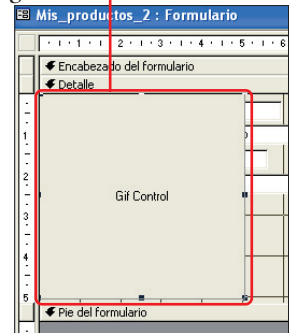 Mis_productos_2 : Formulario
1 2 3 4 5 6
Encabezado del formulario
Detalle
1
2
Gif Control
3
4
5
Pie del formulario